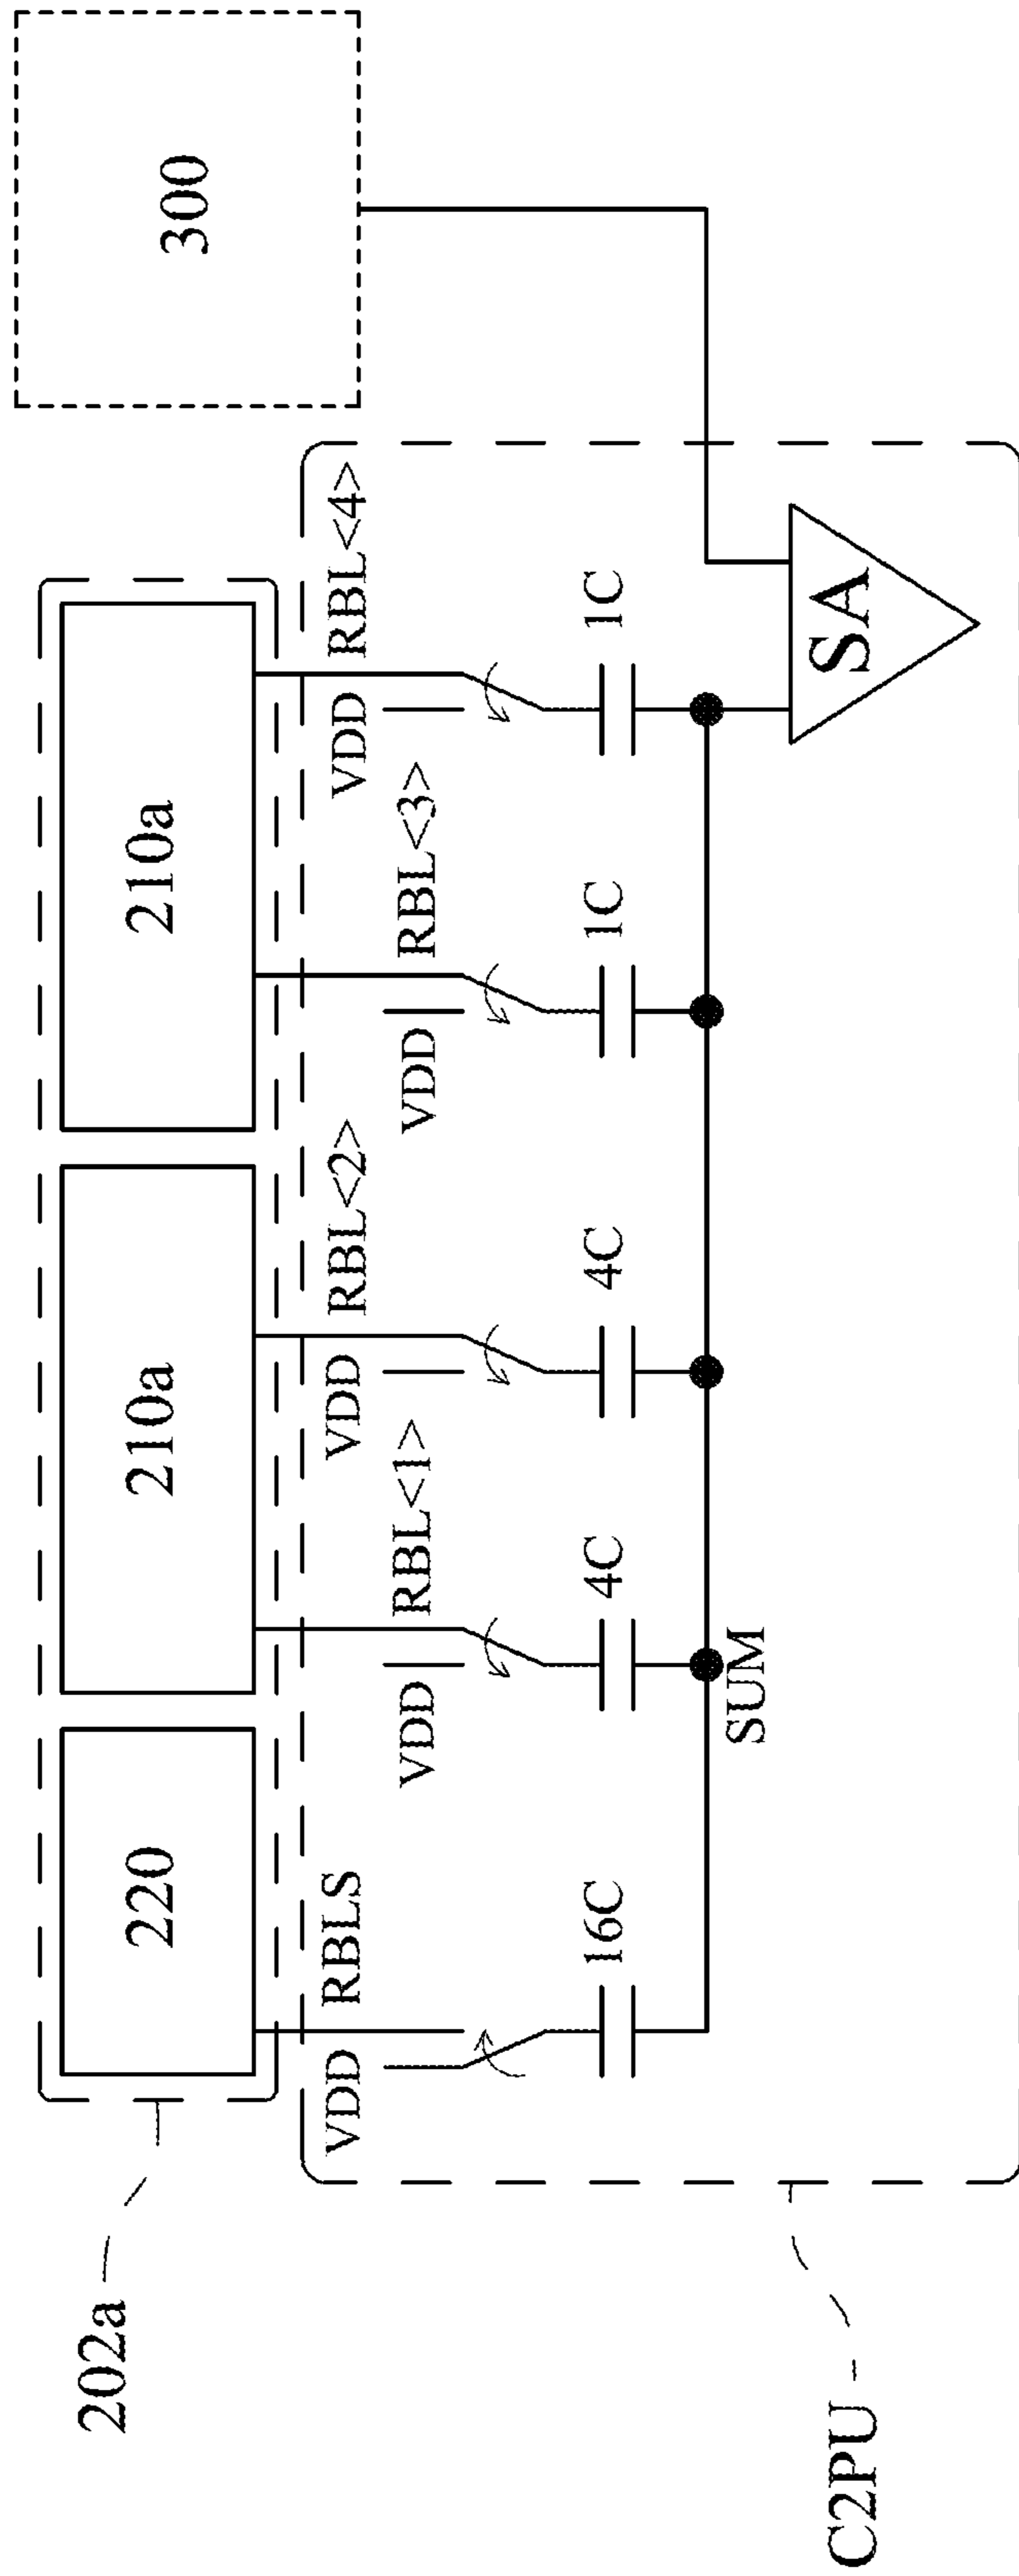 300
210a
210a
220
202a
RBL<4>
VDD
RBL<3>
VDD
RBL<2>
VDD
RBL<1>
VDD
RBLS
VDD
1C
1C
4C
4C
16C
SUM
SA
C2PU